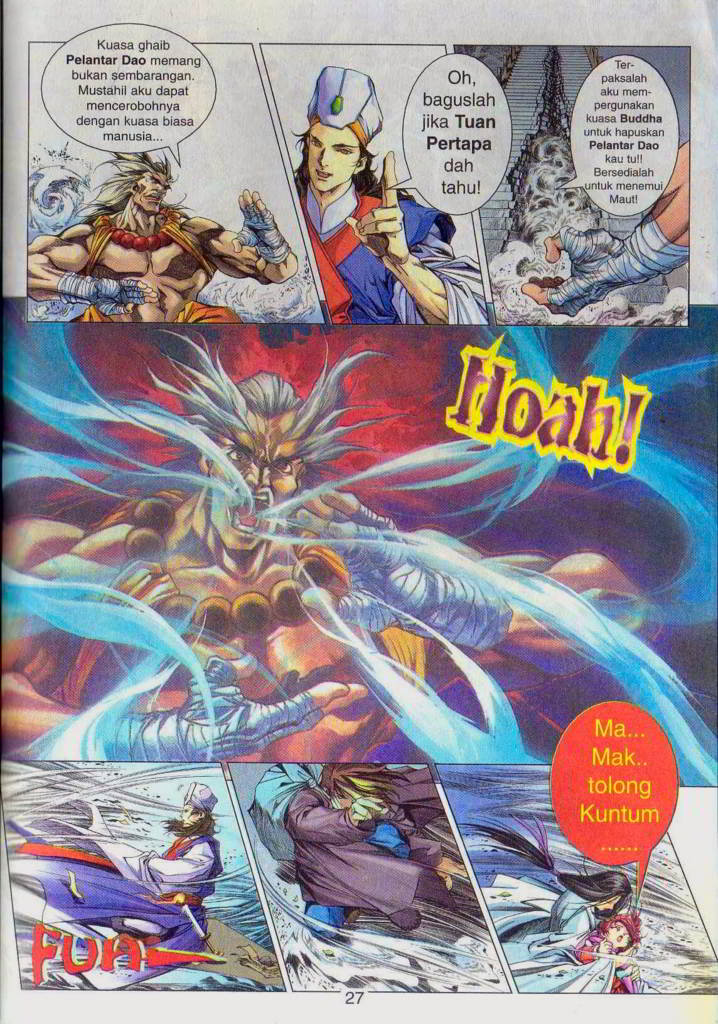 Kuasa ghaib
Pelantar Dao memang
bukan sembarangan.
Mustahil aku dapat
mencerobohnya
dengan kuasa biasa
manusia...
Oh,
baguslah
jika Tuan
Pertapa
dah
tahu!
Ter-
paksalah
aku mem-
pergunakan
kuasa Buddha
untuk hapuskan
Pelantar Dao
kau tu!!
Bersedialah
untuk menemui
Maut!
Hoah!
Ma...
Mak..
tolong
Kuntum
......
27